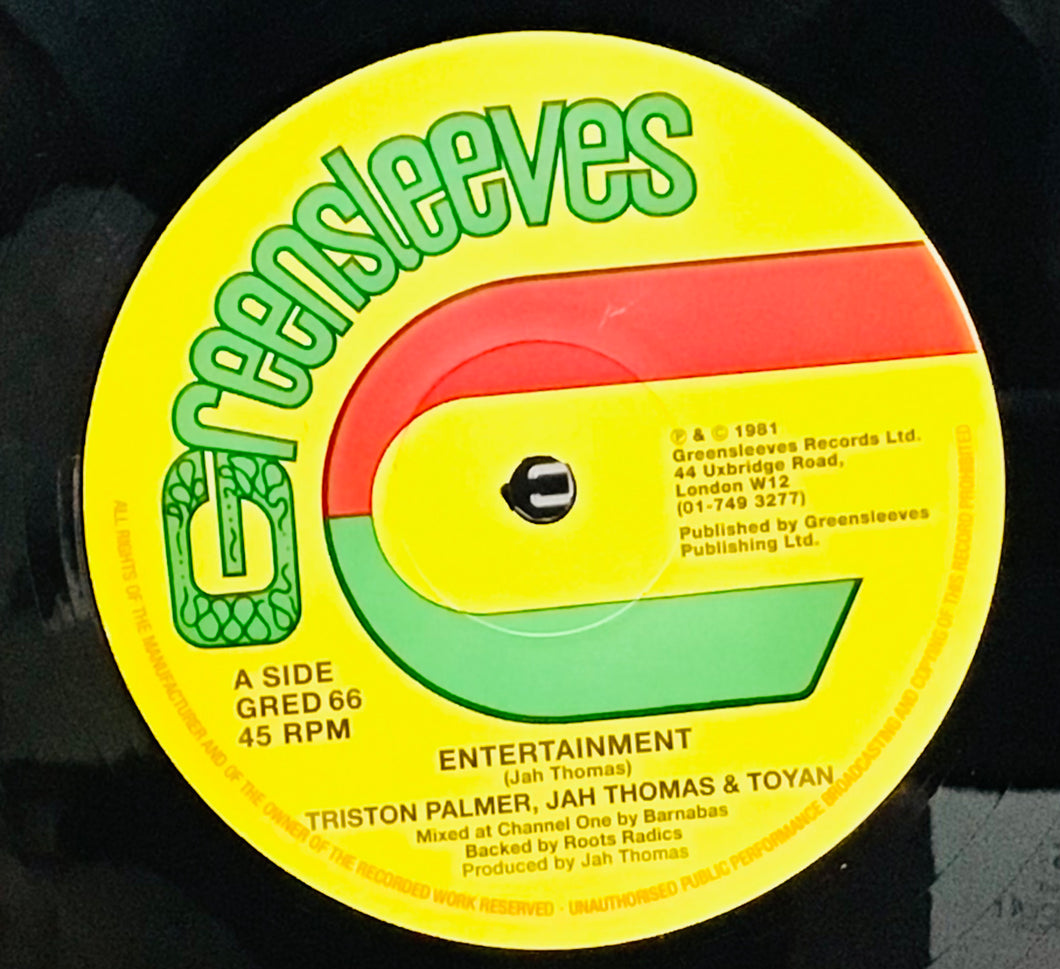 Greensleeves
℗ & © 1981
Greensleeves Records Ltd.
44 Uxbridge Road,
London W12
(01-749 3277)
Published by Greensleeves
Publishing Ltd.
A SIDE
GRED 66
45 RPM
ENTERTAINMENT
(Jah Thomas)
TRISTON PALMER, JAH THOMAS & TOYAN
Mixed at Channel One by Barnabas
Backed by Roots Radics
Produced by Jah Thomas
ALL RIGHTS OF THE MANUFACTURER AND OF THE OWNER OF THE RECORDED WORK RESERVED · UNAUTHORISED PUBLIC PERFORMANCE BROADCASTING AND COPYING OF THIS RECORD PROHIBITED